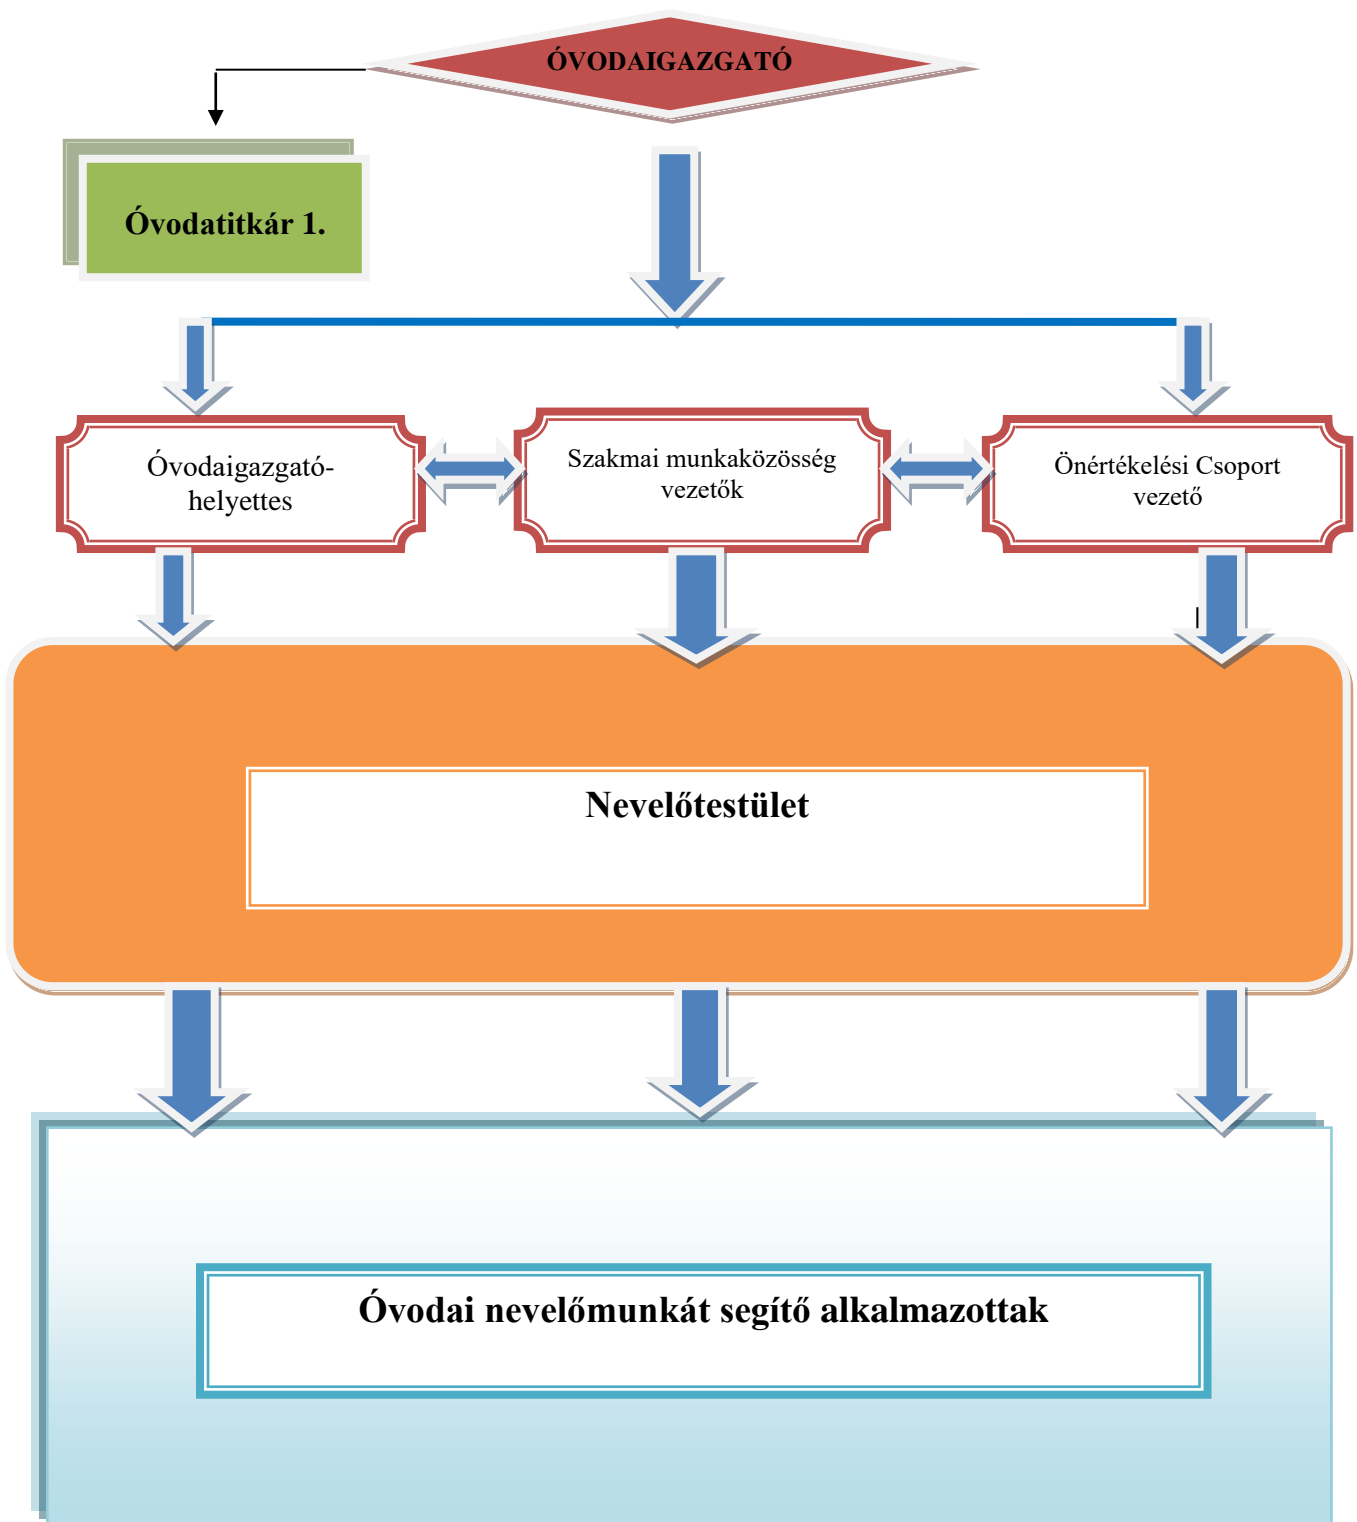 ÓVODAIGAZGATÓ
Óvodatitkár 1.
Óvodaigazgató-
helyettes
Szakmai munkaközösség
vezetők
Önértékelési Csoport
vezető
Nevelőtestület
Óvodai nevelőmunkát segítő alkalmazottak